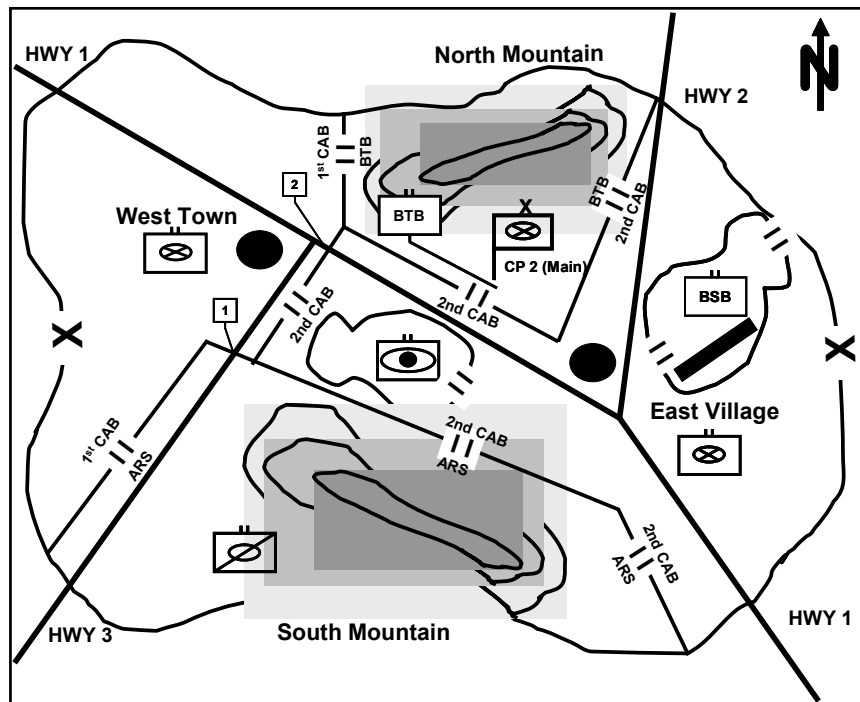 HWY 1
North Mountain
N
HWY 2
1st CAB
BTB
2
BTB
2nd CAB
West Town
BTB
X
CP 2 (Main)
BSB
2nd CAB
2nd CAB
1
X
X
East Village
2nd CAB
ARS
1st CAB
ARS
2nd CAB
ARS
HWY 3
South Mountain
HWY 1